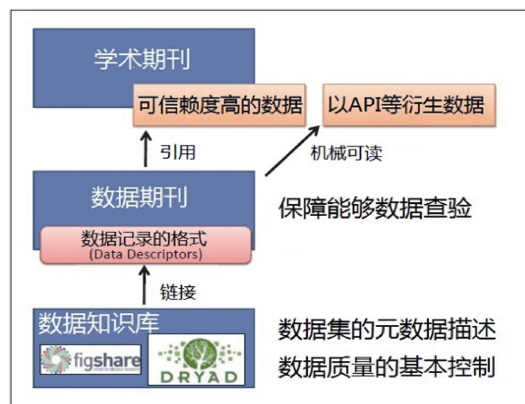 学术期刊
可信赖度高的数据
以API等衍生数据
引用
机械可读
数据期刊
保障能够数据查验
数据记录的格式
(Data Descriptors)
链接
数据知识库
数据集的元数据描述
figshare
DRYAD
数据质量的基本控制